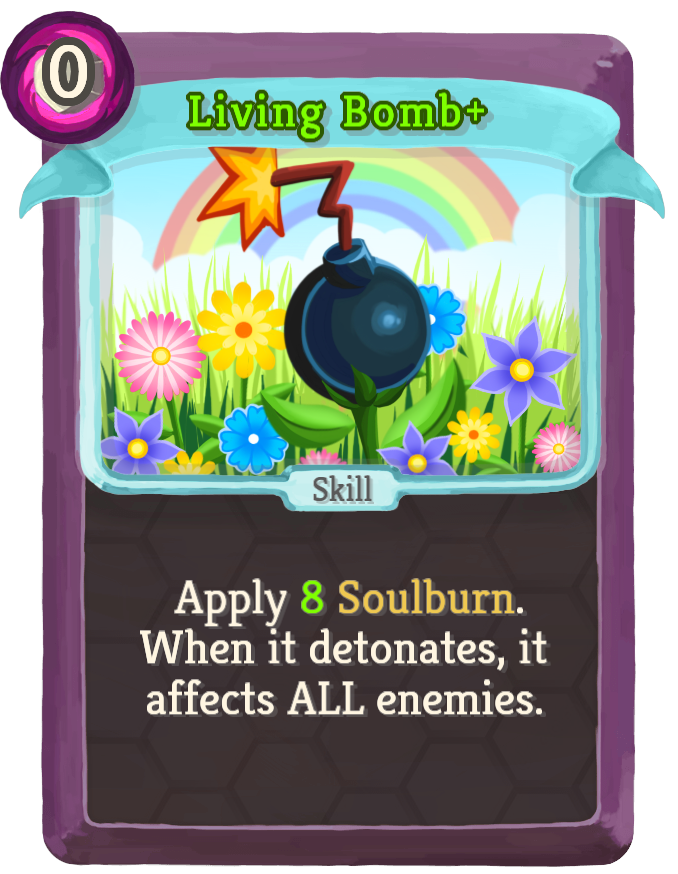 0
Living Bomb+
Skill
Apply 8 Soulburn.
When it detonates, it
affects ALL enemies.